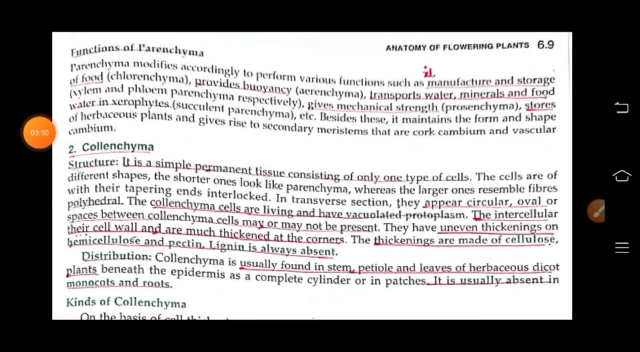 Functions of Parenchyma
ANATOMY OF FLOWERING PLANTS 6.9
Parenchyma modifies accordingly to perform various functions such as manufacture and storage
of food (chlorenchyma), provides buoyancy (aerenchyma), transports water, minerals and food
(xylem and phloem parenchyma respectively), gives mechanical strength (prosenchyma), stores
water in xerophytes (succulent parenchyma), etc. Besides these, it maintains the form and shape
of herbaceous plants and gives rise to secondary meristems that are cork cambium and vascular
cambium.
2. Collenchyma
Structure: It is a simple permanent tissue consisting of only one type of cells. The cells are of
different shapes, the shorter ones look like parenchyma, whereas the larger ones resemble fibres
with their tapering ends interlocked. In transverse section, they appear circular, oval or
polyhedral. The collenchyma cells are living and have vacuolated protoplasm. The intercellular
spaces between collenchyma cells may or may not be present. They have uneven thickenings on
their cell wall and are much thickened at the corners. The thickenings are made of cellulose,
hemicellulose and pectin. Lignin is always absent.
Distribution: Collenchyma is usually found in stem, petiole and leaves of herbaceous dicot
plants beneath the epidermis as a complete cylinder or in patches. It is usually absent in
monocots and roots.
Kinds of Collenchyma
On the basis of cell